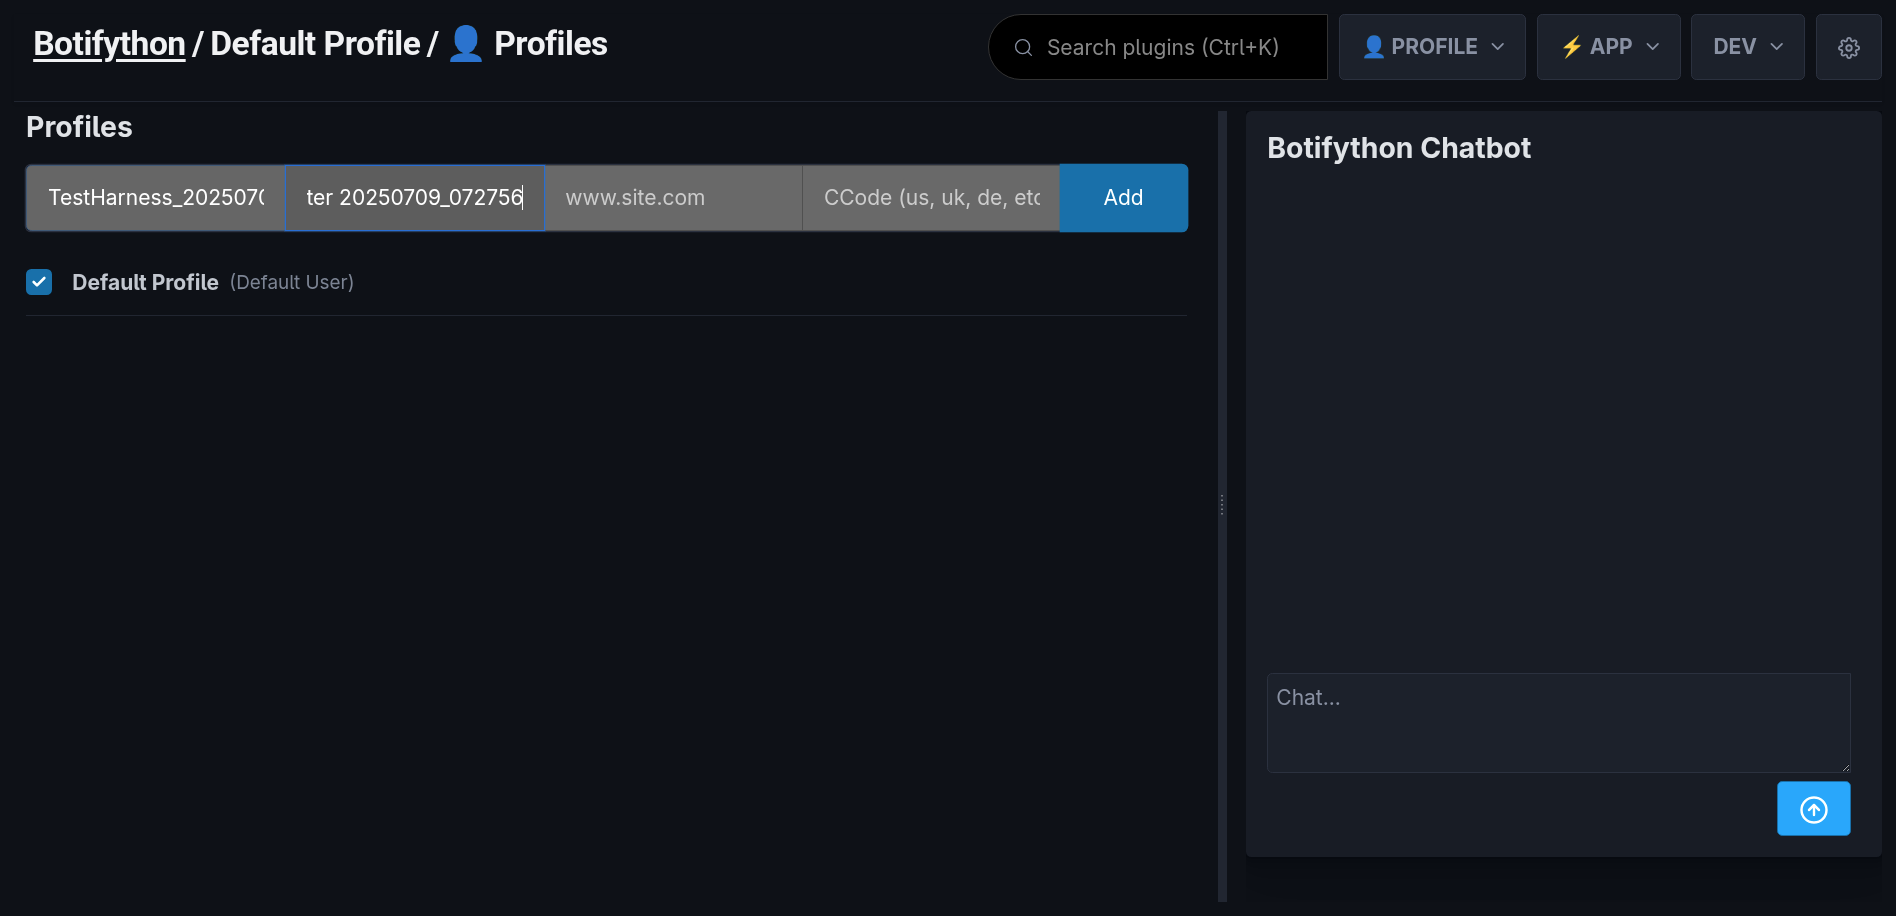 Botifython / Default Profile / 👤 Profiles
Search plugins (Ctrl+K)
👤 PROFILE
⚡ APP
DEV
Profiles
TestHarness_202507
ter 20250709_072756
www.site.com
CCode (us, uk, de, etc
Add
Default Profile (Default User)
Botifython Chatbot
Chat...